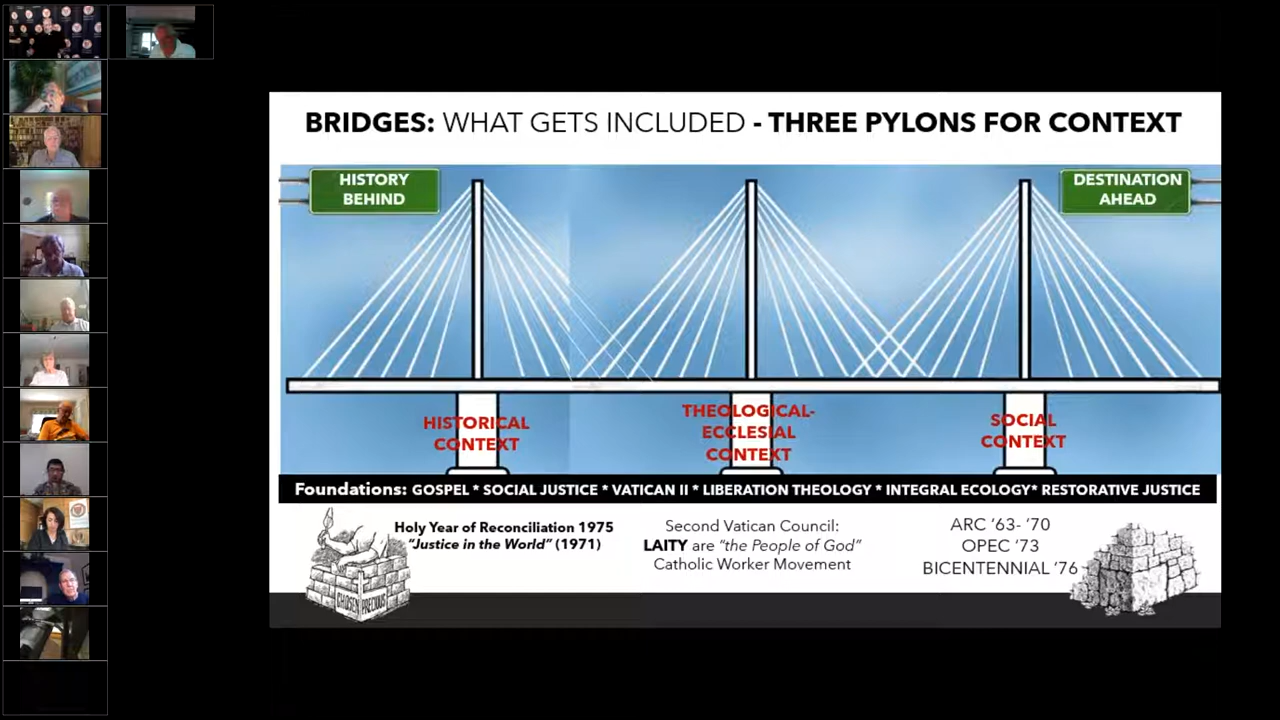 BRIDGES: WHAT GETS INCLUDED - THREE PYLONS FOR CONTEXT
HISTORY
BEHIND
DESTINATION
AHEAD
HISTORICAL
CONTEXT
THEOLOGICAL-
ECCLESIAL
CONTEXT
SOCIAL
CONTEXT
Foundations: GOSPEL * SOCIAL JUSTICE * VATICAN II * LIBERATION THEOLOGY * INTEGRAL ECOLOGY* RESTORATIVE JUSTICE
Holy Year of Reconciliation 1975
"Justice in the World" (1971)
Second Vatican Council:
LAITY are "the People of God"
Catholic Worker Movement
ARC '63- '70
OPEC '73
BICENTENNIAL '76
CHOSEN PRECIOUS